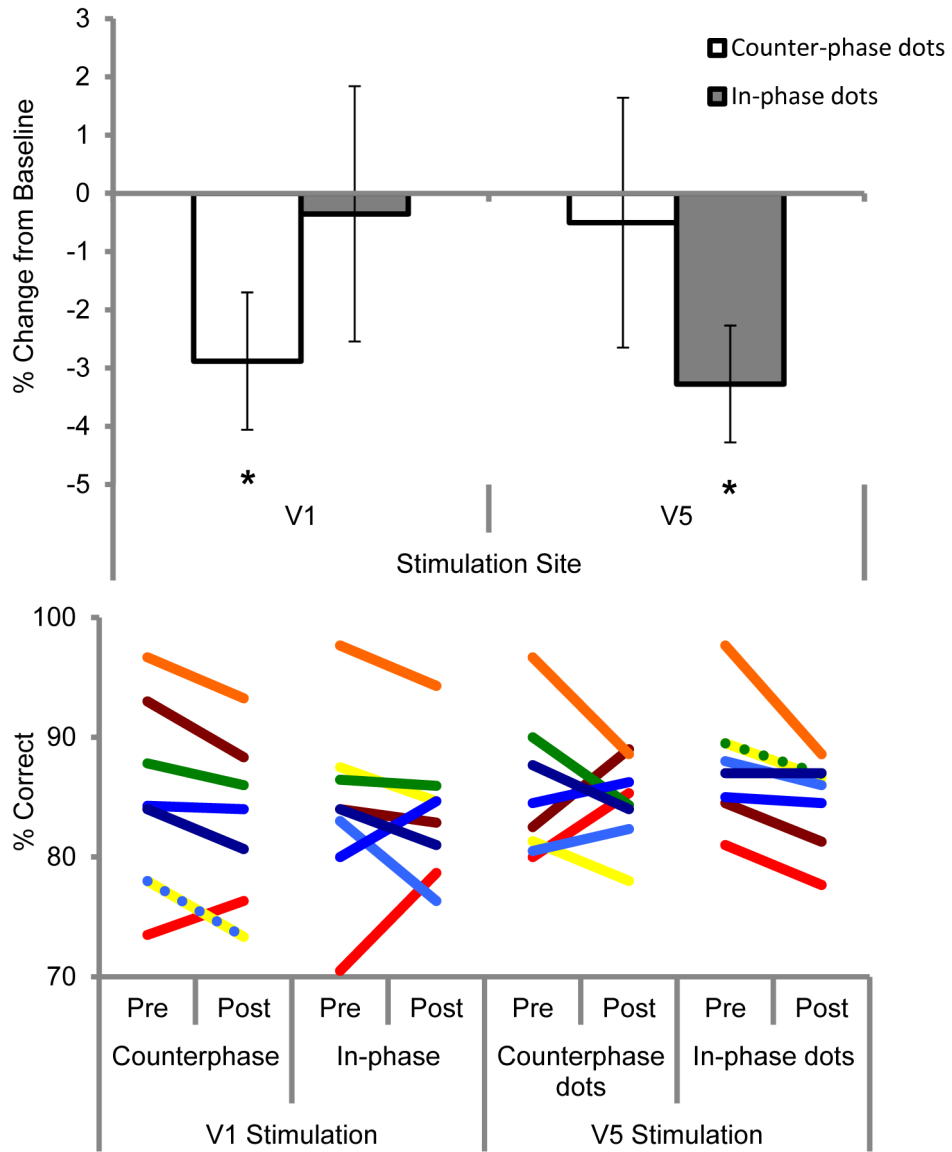 3
2
1
0
-1
-2
-3
-4
-5
% Change from Baseline
Counter-phase dots
In-phase dots
*
*
V1 V5
Stimulation Site
100
90
80
70
% Correct
Pre Post Pre Post Pre Post Pre Post
Counterphase In-phase Counterphase dots In-phase dots
V1 Stimulation V5 Stimulation